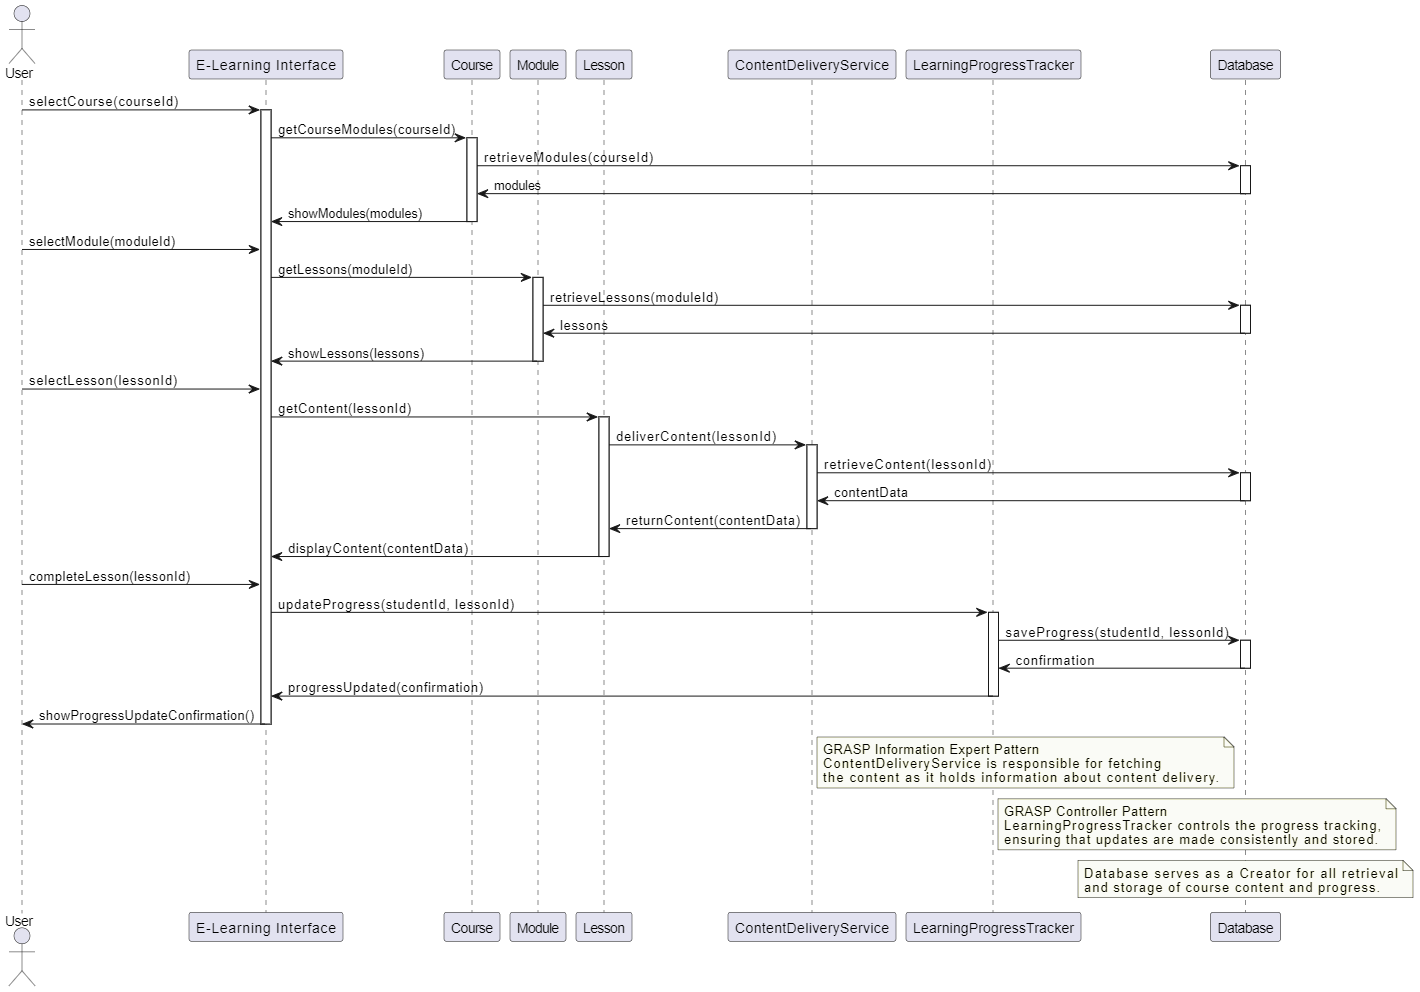 User
E-Learning Interface
Course
Module
Lesson
ContentDeliveryService
LearningProgressTracker
Database
selectCourse(courseId)
getCourseModules(courseId)
retrieveModules(courseId)
modules
showModules(modules)
selectModule(moduleId)
getLessons(moduleId)
retrieveLessons(moduleId)
lessons
showLessons(lessons)
selectLesson(lessonId)
getContent(lessonId)
deliverContent(lessonId)
retrieveContent(lessonId)
contentData
returnContent(contentData)
displayContent(contentData)
completeLesson(lessonId)
updateProgress(studentId, lessonId)
saveProgress(studentId, lessonId)
confirmation
progressUpdated(confirmation)
showProgressUpdateConfirmation()
GRASP Information Expert Pattern
ContentDeliveryService is responsible for fetching
the content as it holds information about content delivery.
GRASP Controller Pattern
LearningProgressTracker controls the progress tracking,
ensuring that updates are made consistently and stored.
Database serves as a Creator for all retrieval
and storage of course content and progress.
User
E-Learning Interface
Course
Module
Lesson
ContentDeliveryService
LearningProgressTracker
Database